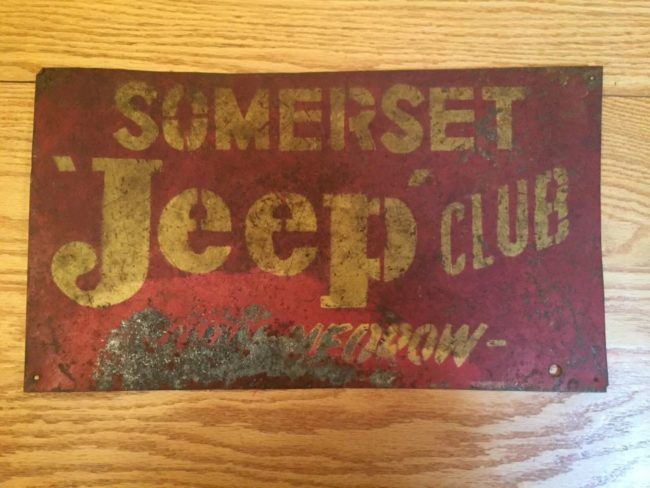 SOMERSET
'Jeep' CLUB
MEADOW-